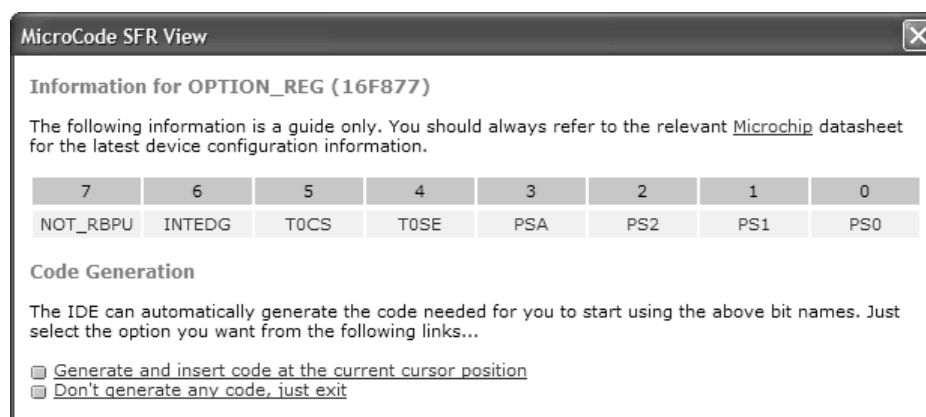 MicroCode SFR View
Information for OPTION_REG (16F877)
The following information is a guide only. You should always refer to the relevant Microchip datasheet
for the latest device configuration information.
7 6 5 4 3 2 1 0
NOT_RBPU INTEDG T0CS T0SE PSA PS2 PS1 PS0
Code Generation
The IDE can automatically generate the code needed for you to start using the above bit names. Just
select the option you want from the following links...
Generate and insert code at the current cursor position
Don't generate any code, just exit